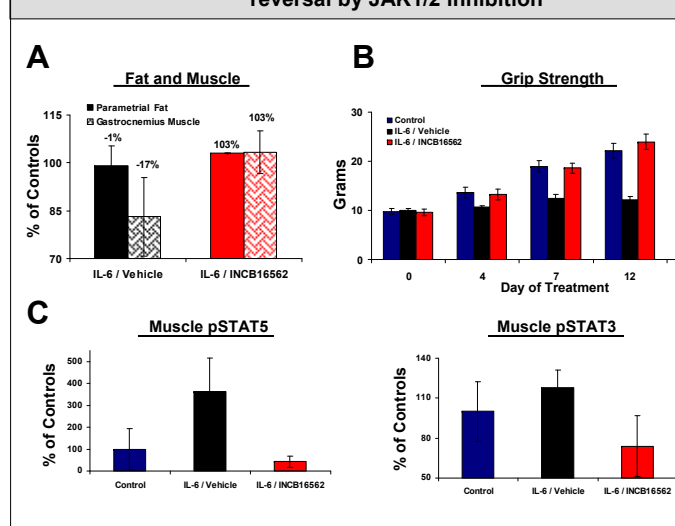 reversal by JAK1/2 inhibition
A
Fat and Muscle
Parametrial Fat
Gastrocnemius Muscle
-1%
-17%
103%
103%
115
100
85
70
% of Controls
IL-6 / Vehicle
IL-6 / INCB16562
B
Grip Strength
Control
IL-6 / Vehicle
IL-6 / INCB16562
30
20
10
0
Grams
0
4
7
12
Day of Treatment
C
Muscle pSTAT5
500
400
300
200
100
0
% of Controls
Control
IL-6 / Vehicle
IL-6 / INCB16562
Muscle pSTAT3
140
110
80
50
% of Controls
Control
IL-6 / Vehicle
IL-6 / INCB16562